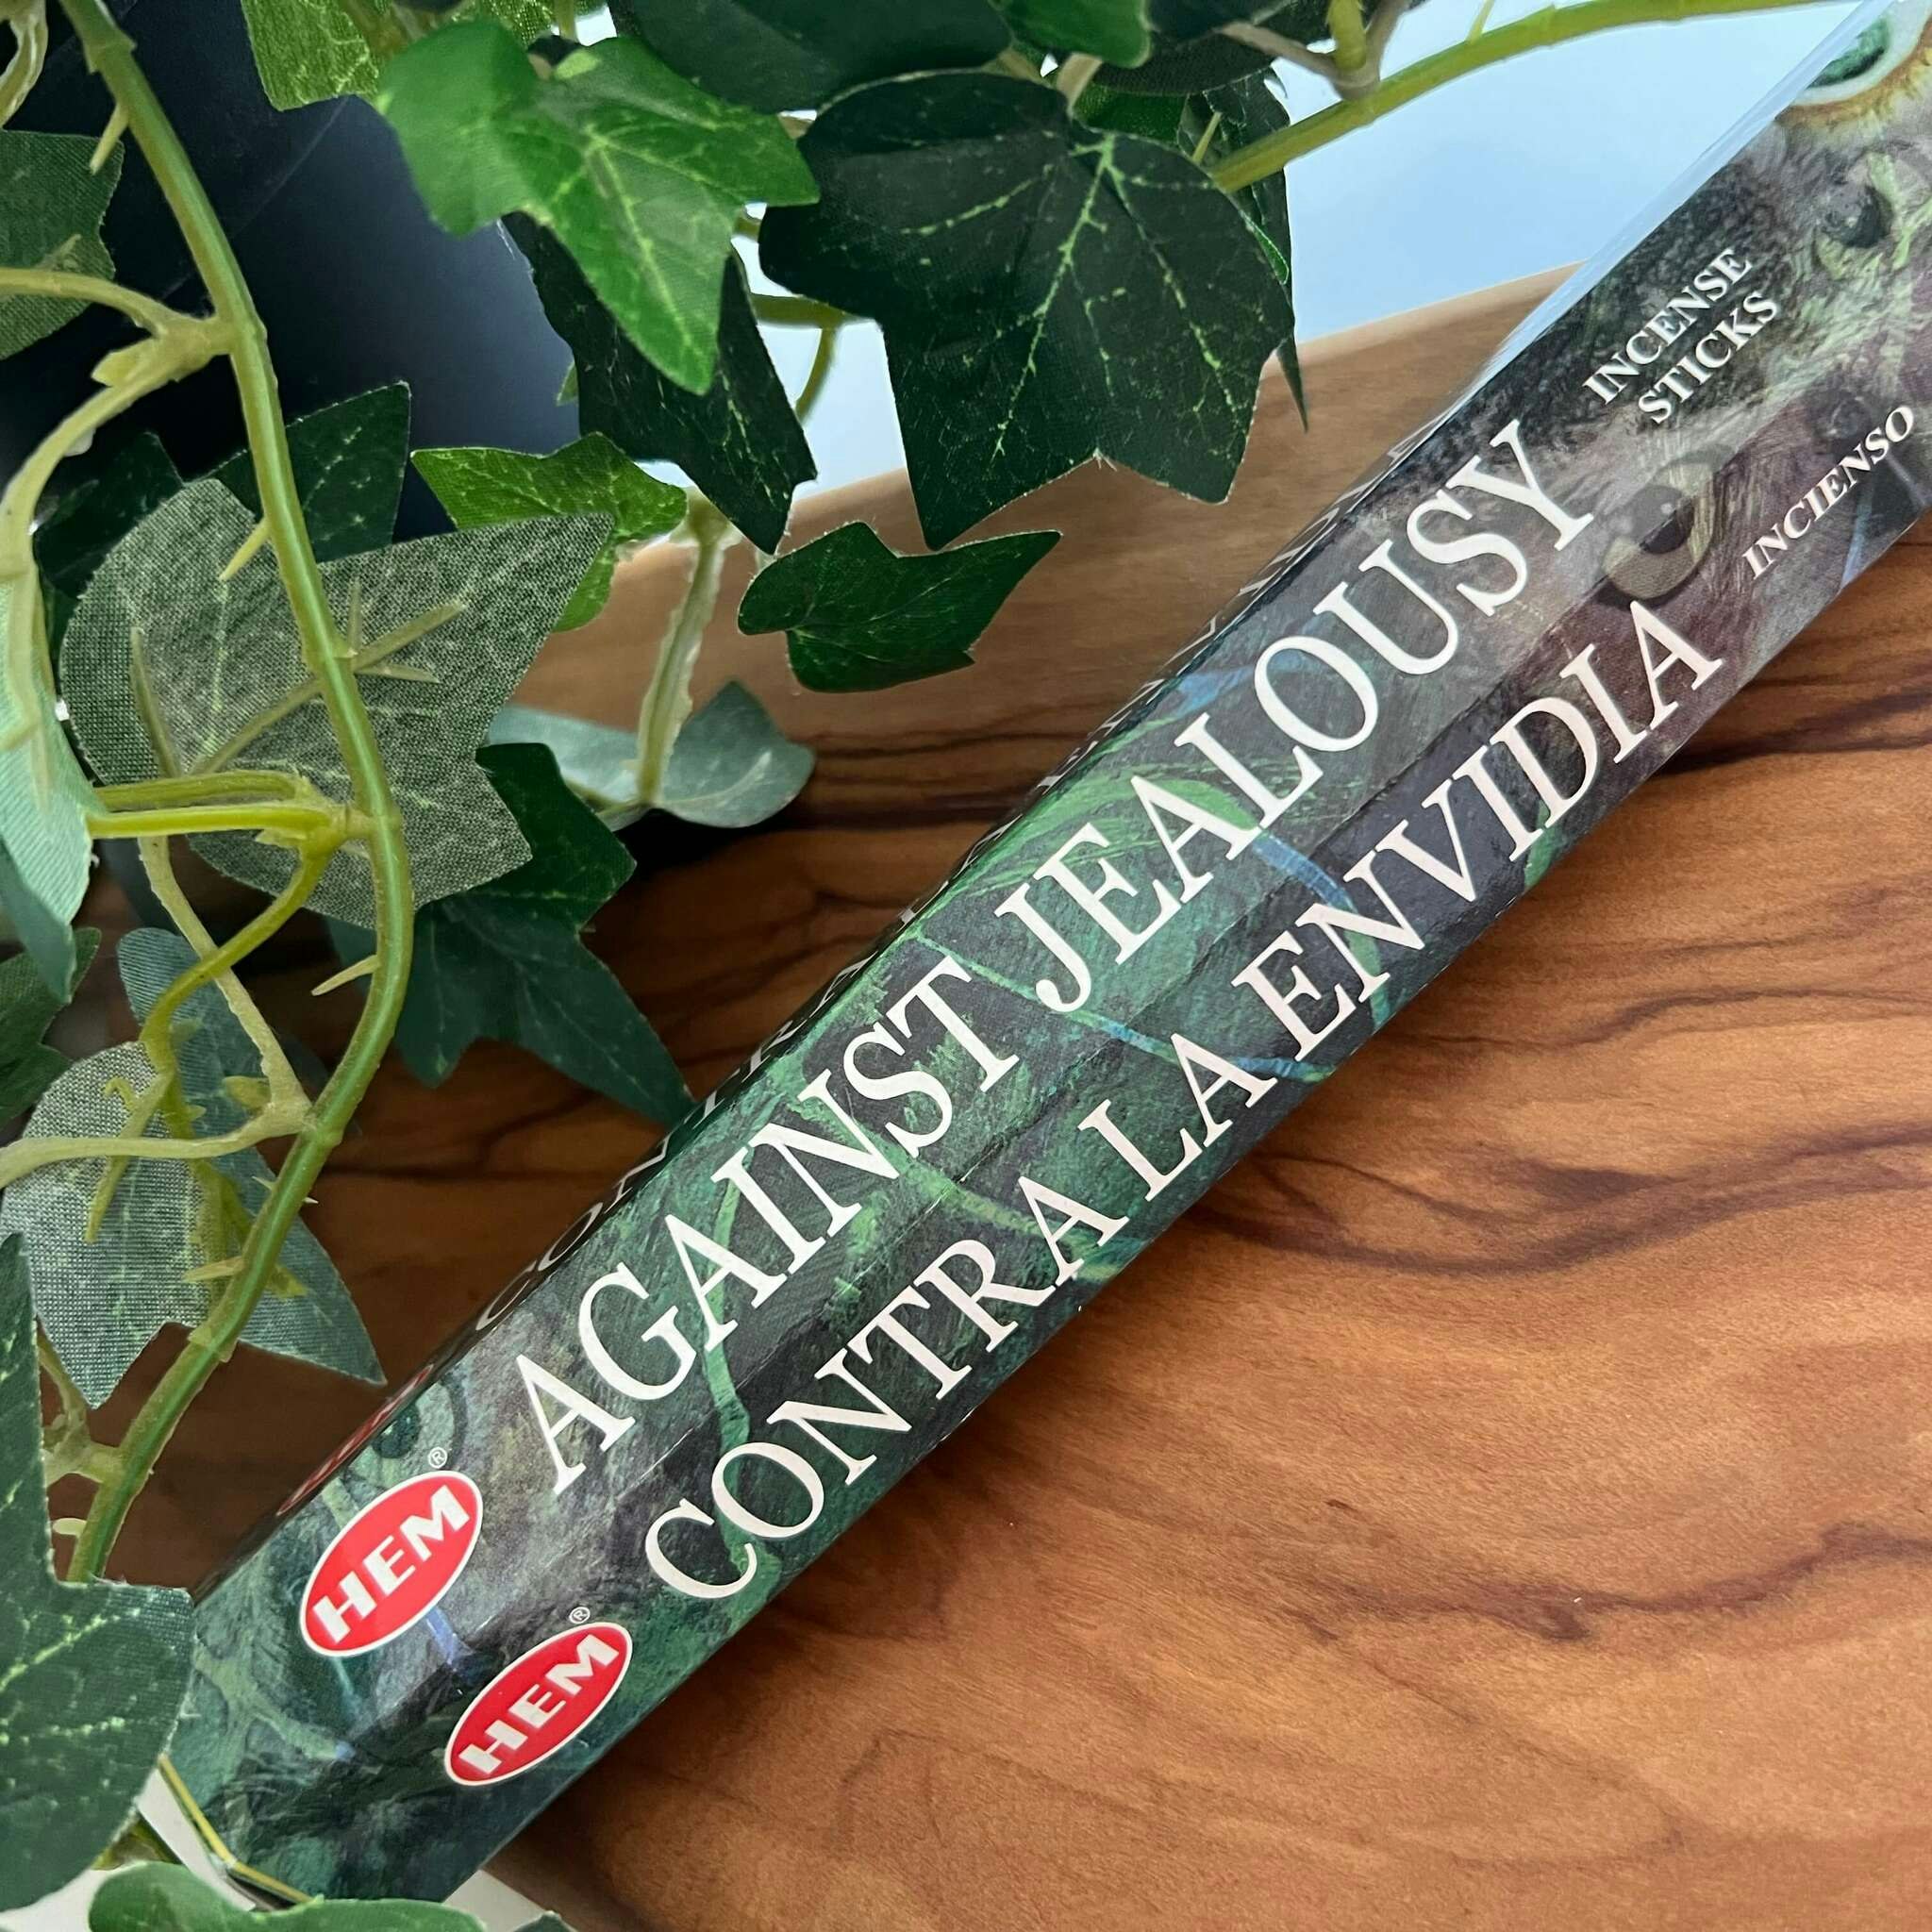 HEM®
AGAINST JEALOUSY
INCENSE
STICKS
HEM®
CONTRA LA ENVIDIA
INCIENSO